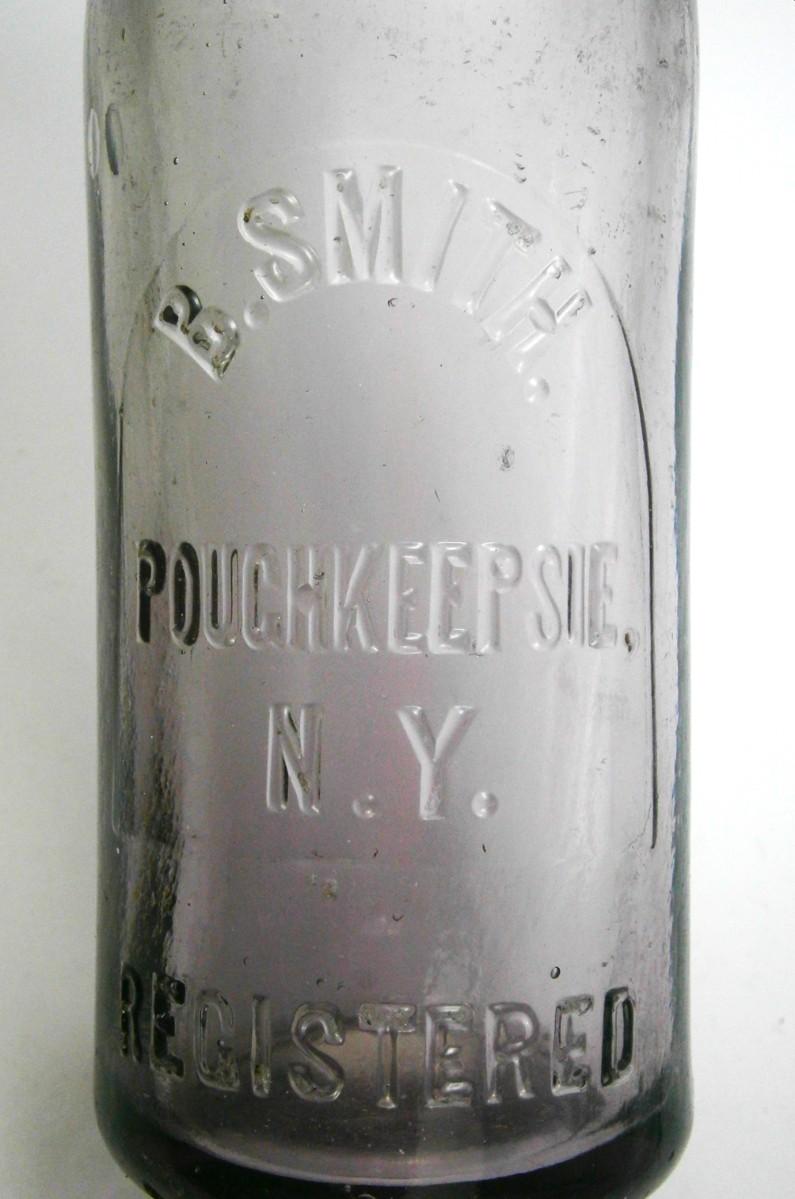 B. SMITH.
POUGHKEEPSIE,
N.Y.
REGISTERED